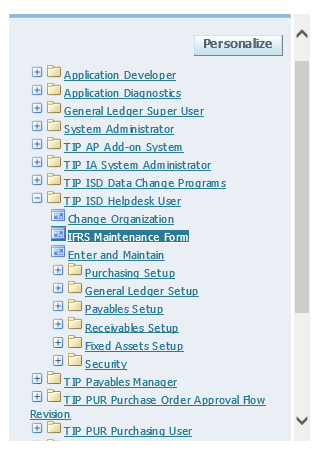 Personalize
Application Developer
Application Diagnostics
General Ledger Super User
System Administrator
TIP AP Add-on System
TIP IA System Administrator
TIP ISD Data Change Programs
TIP ISD Helpdesk User
Change Organization
IFRS Maintenance Form
Enter and Maintain
Purchasing Setup
General Ledger Setup
Payables Setup
Receivables Setup
Fixed Assets Setup
Security
TIP Payables Manager
TIP PUR Purchase Order Approval Flow
Revision
TIP PUR Purchasing User